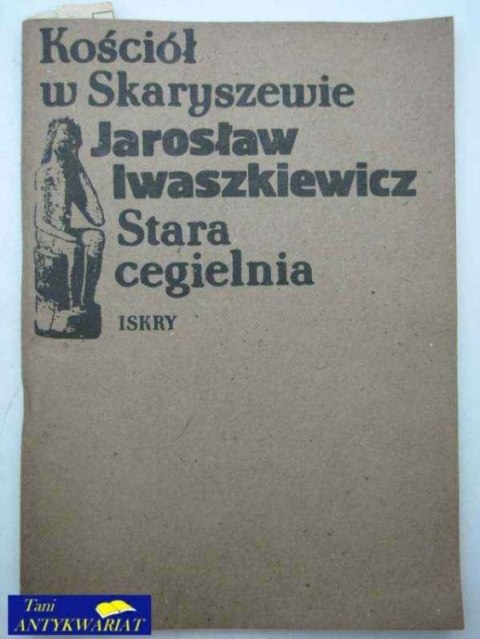 Kościół
w Skaryszewie
Jarosław
Iwaszkiewicz
Stara
cegielnia
ISKRY
Tani
ANTYKWARIAT